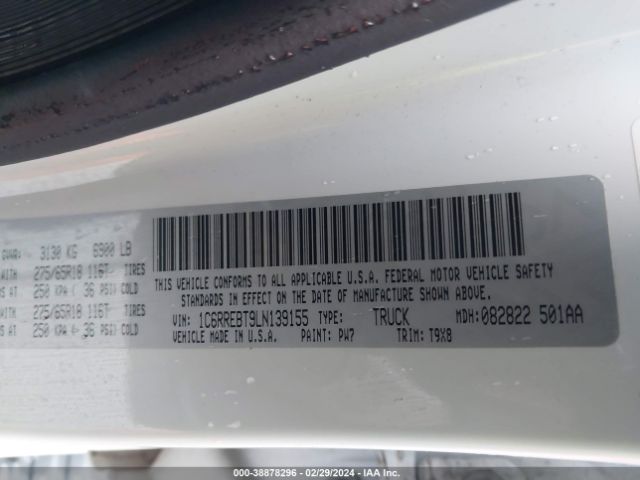 GVWR: 3130 KG 6900 LB
WITH 275/65R18 116T TIRES
S AT 250 KPA ( 36 PSI) COLD
WITH 275/65R18 116T TIRES
S AT 250 KPA ( 36 PSI) COLD
THIS VEHICLE CONFORMS TO ALL APPLICABLE U.S.A. FEDERAL MOTOR VEHICLE SAFETY
STANDARDS IN EFFECT ON THE DATE OF MANUFACTURE SHOWN ABOVE.
VIN: 1C6RREBT9LN139155 TYPE: TRUCK MDH: 082822 501AA
VEHICLE MADE IN U.S.A. PAINT: PW7 TRIM: T9X8
000-38878296 - 02/29/2024 - IAA Inc.